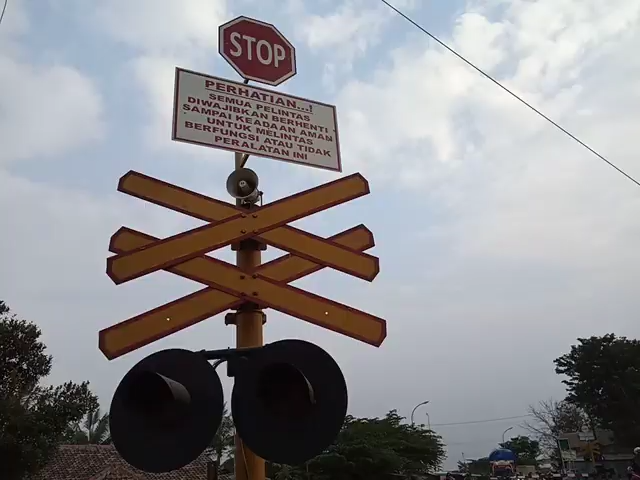 STOP
PERHATIAN...!
SEMUA PELINTAS
DIWAJIBKAN BERHENTI
SAMPAI KEADAAN AMAN
UNTUK MELINTAS
BERFUNGSI ATAU TIDAK
PERALATAN INI